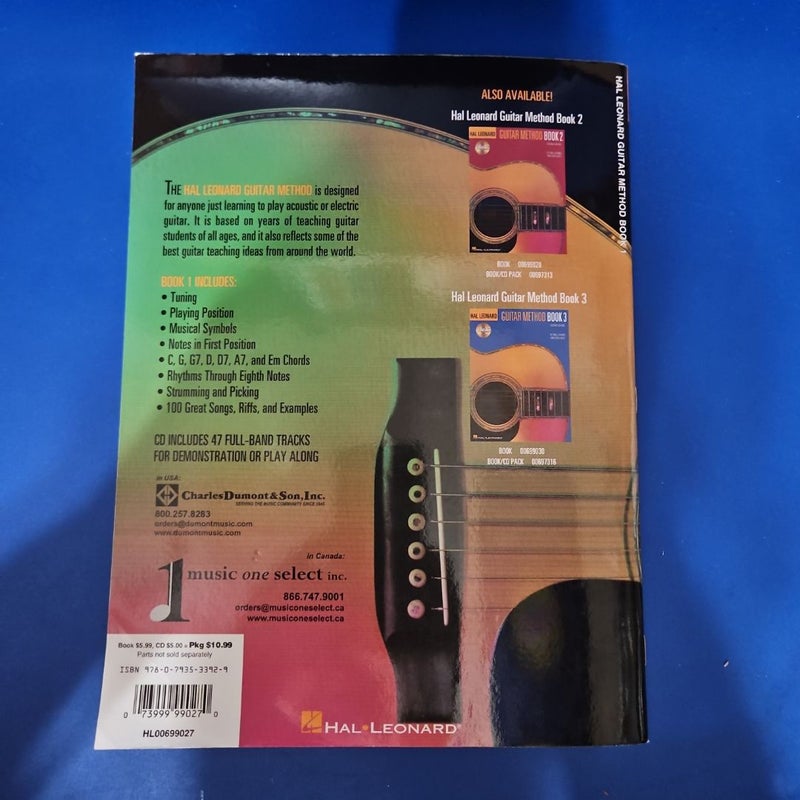 HAL LEONARD GUITAR METHOD BOOK 1
ALSO AVAILABLE!
Hal Leonard Guitar Method Book 2
HAL LEONARD
GUITAR METHOD BOOK 2
HAL•LEONARD
BOOK 00699020
BOOK/CD PACK 00697313
Hal Leonard Guitar Method Book 3
HAL LEONARD
GUITAR METHOD BOOK 3
HAL•LEONARD
BOOK 00699030
BOOK/CD PACK 00697316
THE HAL LEONARD GUITAR METHOD is designed
for anyone just learning to play acoustic or electric
guitar. It is based on years of teaching guitar
students of all ages, and it also reflects some of the
best guitar teaching ideas from around the world.
BOOK 1 INCLUDES:
• Tuning
• Playing Position
• Musical Symbols
• Notes in First Position
• C, G, G7, D, D7, A7, and Em Chords
• Rhythms Through Eighth Notes
• Strumming and Picking
• 100 Great Songs, Riffs, and Examples
CD INCLUDES 47 FULL-BAND TRACKS
FOR DEMONSTRATION OR PLAY ALONG
in USA:
Charles Dumont & Son, Inc.
SERVING THE MUSIC COMMUNITY SINCE 1945
800.257.8283
orders@dumontmusic.com
www.dumontmusic.com
in Canada:
1 music one select inc.
866.747.9001
orders@musiconeselect.ca
www.musiconeselect.ca
Book $5.99, CD $5.00 = Pkg $10.99
Parts not sold separately
ISBN 978-0-7935-3392-9
0 73999 99027 0
HL00699027
HAL•LEONARD®